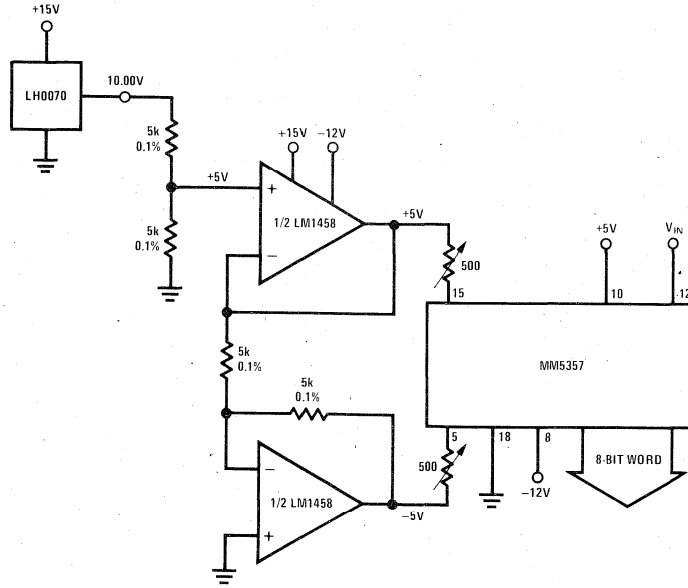 +15V
LH0070
10.00V
5k
0.1%
+5V
5k
0.1%
+15V
−12V
+
1/2 LM1458
−
+5V
500
15
+5V
10
VIN
12
MM5357
5k
0.1%
5k
0.1%
−
1/2 LM1458
+
−5V
500
5
18
8
−12V
8-BIT WORD